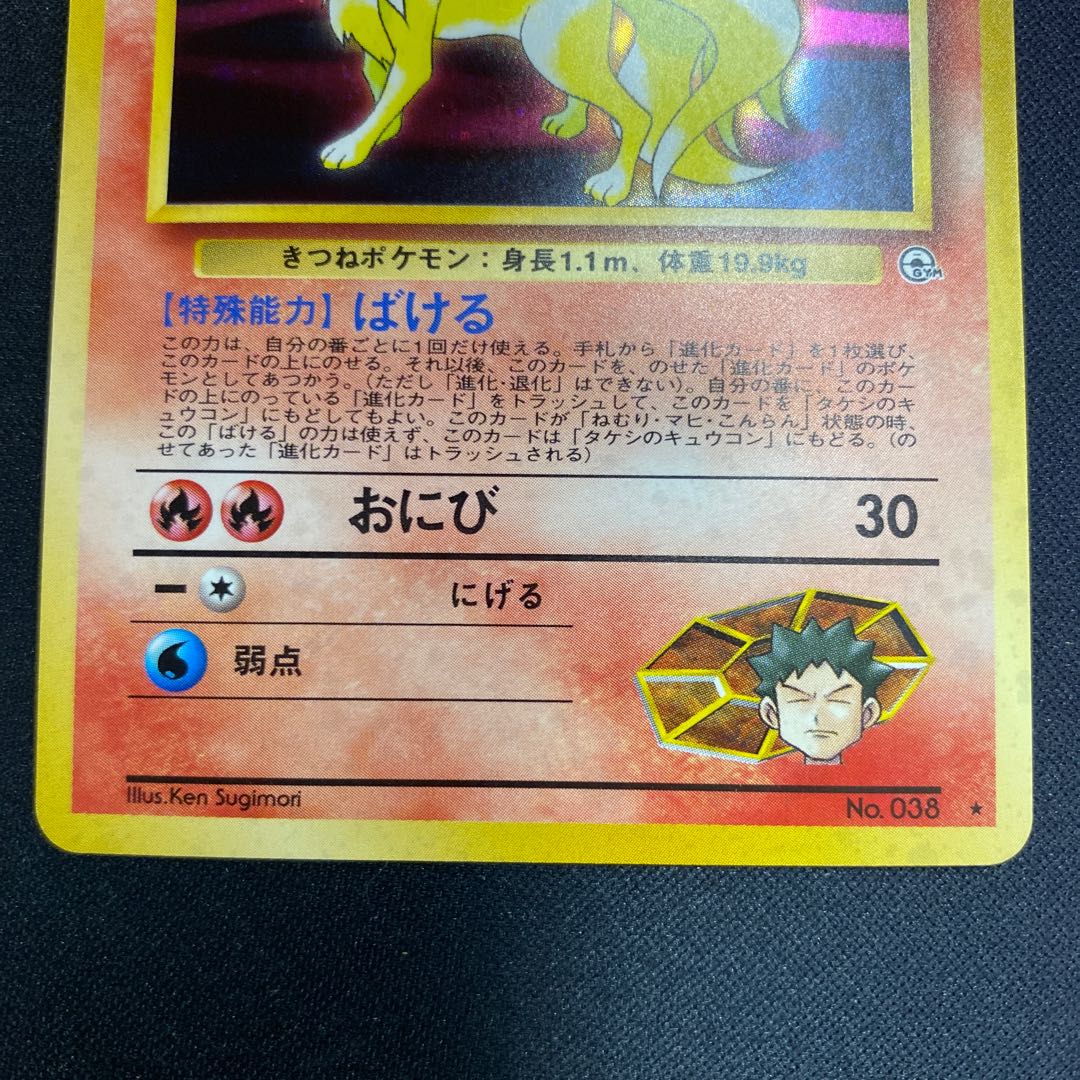 きつねポケモン：身長1.1m、体重19.9kg
GYM
【特殊能力】ばける
この力は、自分の番ごとに1回だけ使える。手札から「進化カード」を1枚選び、
このカードの上にのせる。それ以後、このカードを、のせた「進化カード」のポケ
モンとしてあつかう。（ただし「進化・退化」はできない）。自分の番に、このカー
ドの上にのっている「進化カード」をトラッシュして、このカードを「タケシのキ
ュウコン」にもどしてもよい。このカードが「ねむり・マヒ・こんらん」状態の時、
この「ばける」の力は使えず、このカードは「タケシのキュウコン」にもどる。（の
せてあった「進化カード」はトラッシュされる）
おにび 30
にげる
弱点
Illus.Ken Sugimori
No. 038 ★